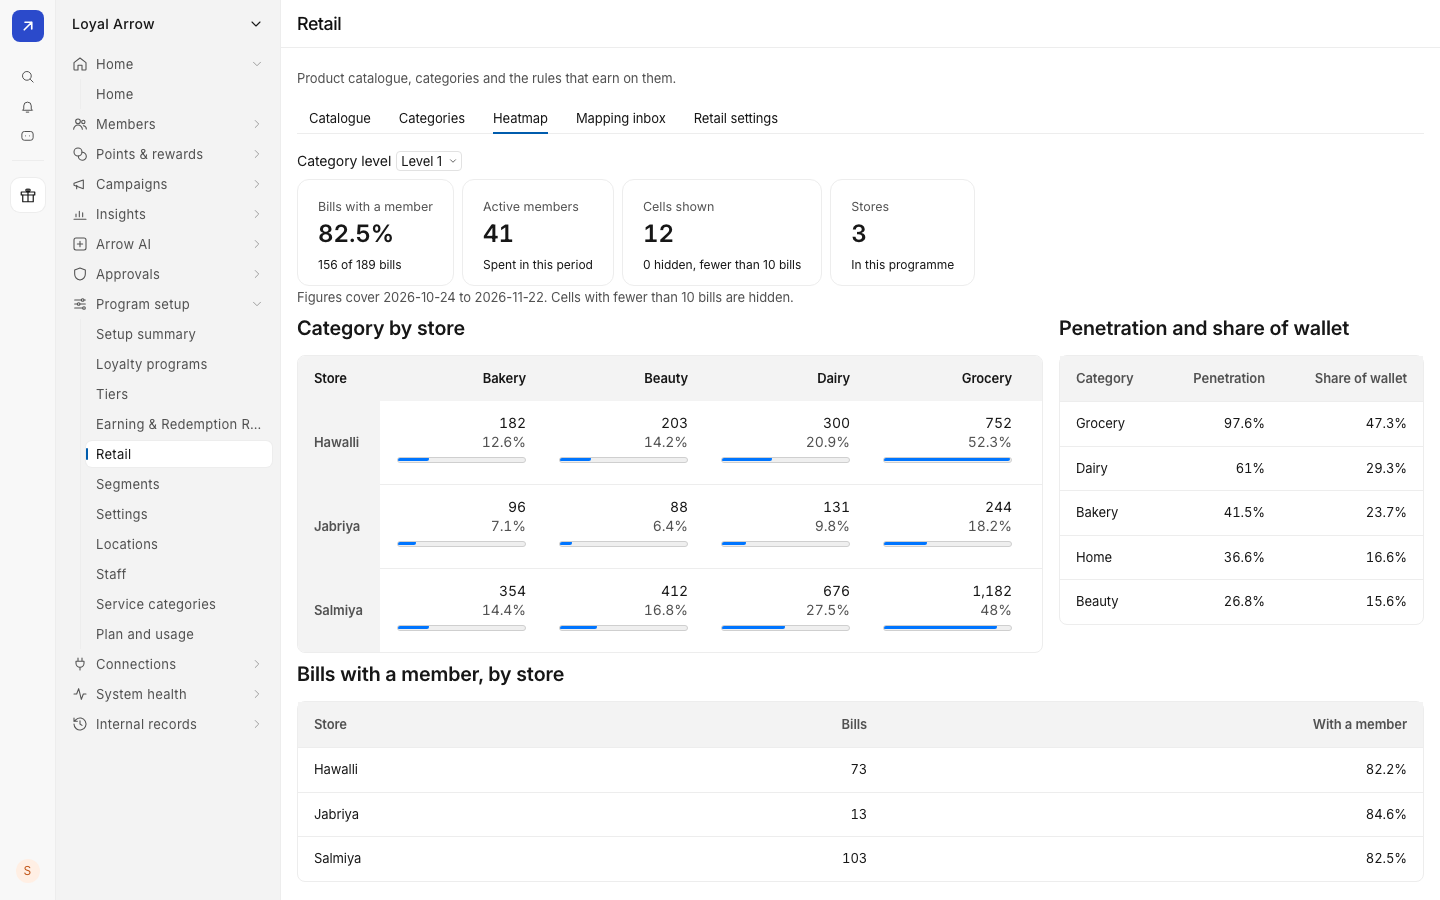 Loyal Arrow
Home
Home
Members
Points & rewards
Campaigns
Insights
Arrow AI
Approvals
Program setup
Setup summary
Loyalty programs
Tiers
Earning & Redemption R...
Retail
Segments
Settings
Locations
Staff
Service categories
Plan and usage
Connections
System health
Internal records
S
Retail
Product catalogue, categories and the rules that earn on them.
Catalogue Categories Heatmap Mapping inbox Retail settings
Category level Level 1
Bills with a member
82.5%
156 of 189 bills
Active members
41
Spent in this period
Cells shown
12
0 hidden, fewer than 10 bills
Stores
3
In this programme
Figures cover 2026-10-24 to 2026-11-22. Cells with fewer than 10 bills are hidden.
Category by store
Store Bakery Beauty Dairy Grocery
Hawalli
182 203 300 752
12.6% 14.2% 20.9% 52.3%
Jabriya
96 88 131 244
7.1% 6.4% 9.8% 18.2%
Salmiya
354 412 676 1,182
14.4% 16.8% 27.5% 48%
Penetration and share of wallet
Category Penetration Share of wallet
Grocery 97.6% 47.3%
Dairy 61% 29.3%
Bakery 41.5% 23.7%
Home 36.6% 16.6%
Beauty 26.8% 15.6%
Bills with a member, by store
Store Bills With a member
Hawalli 73 82.2%
Jabriya 13 84.6%
Salmiya 103 82.5%